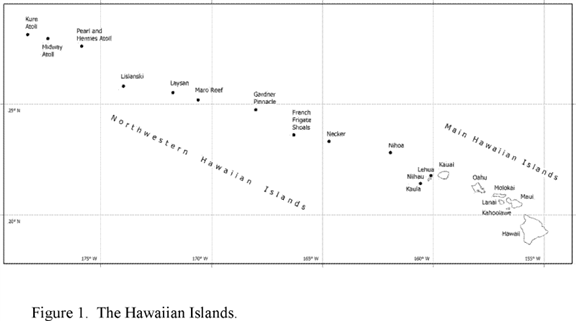 Kure
Atoll
Midway
Atoll
Pearl and
Hermes Atoll
Lisianski
Laysan
Maro Reef
Gardner
Pinnacle
French
Frigate
Shoals
Necker
Nihoa
Northwestern Hawaiian Islands
Main Hawaiian Islands
Lehua
Kauai
Niihau
Kaula
Oahu
Molokai
Lanai
Maui
Kahoolawe
Hawaii
25° N
20° N
175° W
170° W
165° W
160° W
155° W
Figure 1. The Hawaiian Islands.